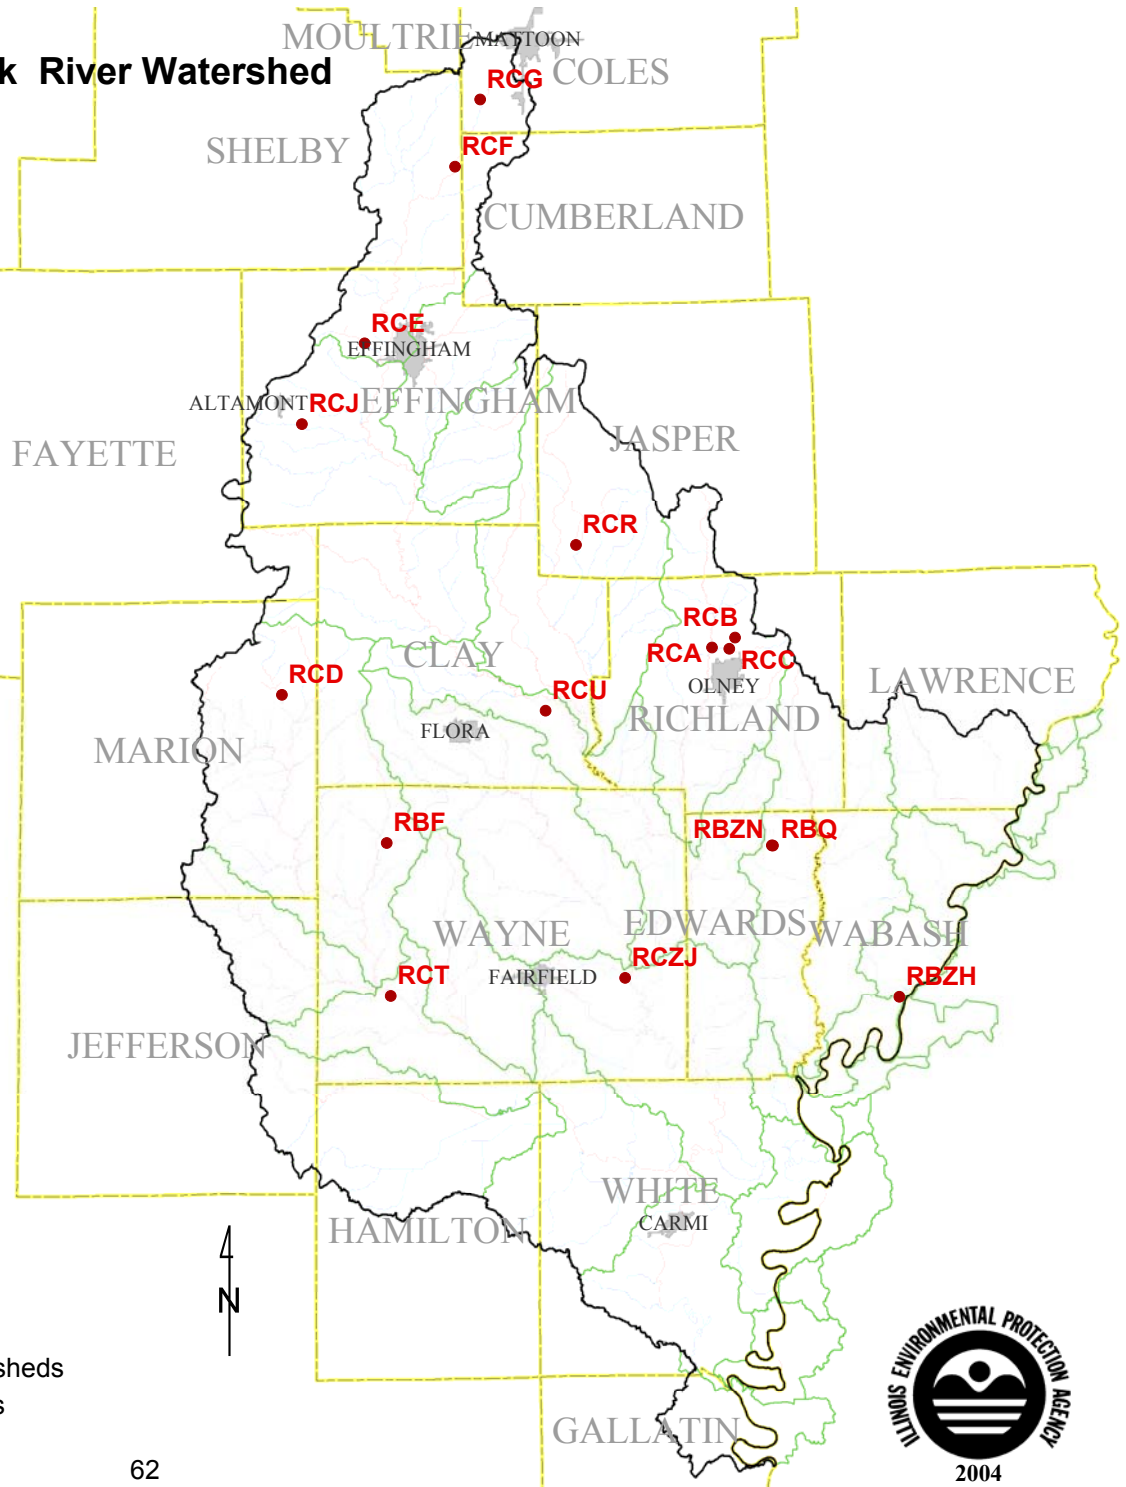 MOULTRIE
MATTOON
k River Watershed
RCG
COLES
SHELBY
RCF
CUMBERLAND
RCE
EFFINGHAM
ALTAMONT
RCJ
EFFINGHAM
FAYETTE
JASPER
RCR
RCB
RCA
RCC
CLAY
RCD
OLNEY
LAWRENCE
RCU
FLORA
RICHLAND
MARION
RBF
RBZN
RBQ
WAYNE
EDWARDS
WABASH
RCT
FAIRFIELD
RCZJ
RBZH
JEFFERSON
WHITE
CARMI
HAMILTON
N
sheds
s
GALLATIN
ILLINOIS ENVIRONMENTAL PROTECTION AGENCY
2004
62